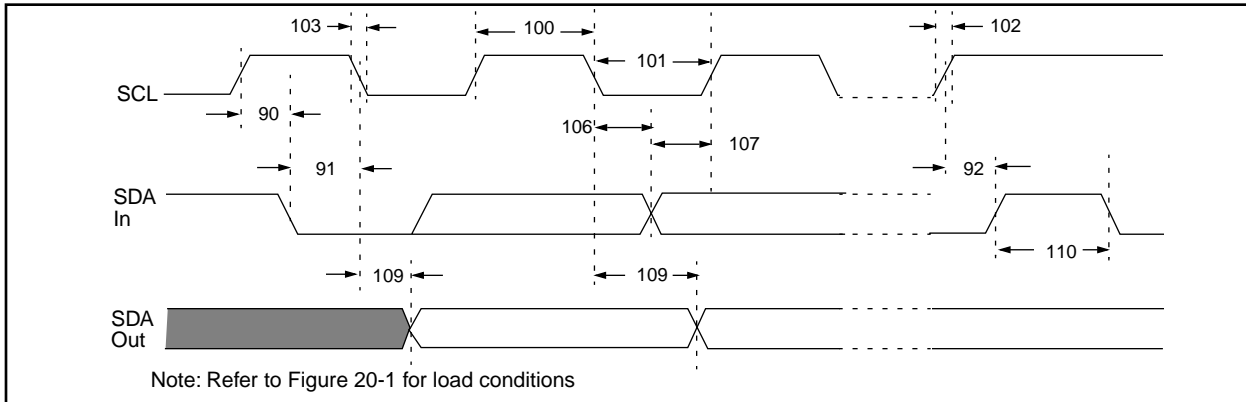 103
100
101
102
SCL
90
106
107
91
92
SDA
In
109
109
110
SDA
Out
Note: Refer to Figure 20-1 for load conditions